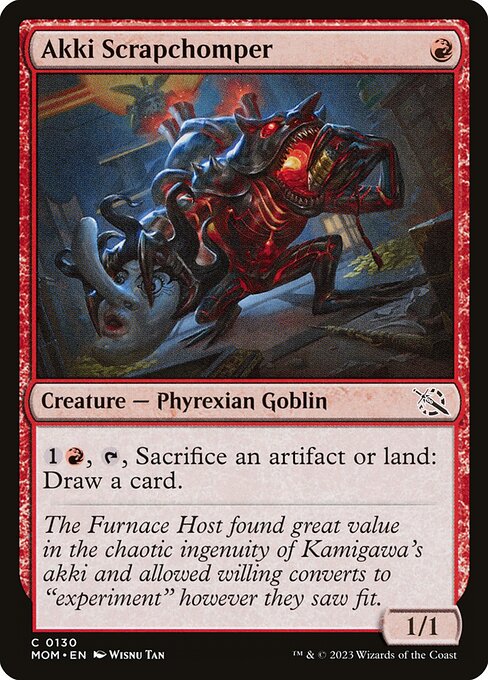 Akki Scrapchomper
Creature — Phyrexian Goblin
1, , Sacrifice an artifact or land:
Draw a card.
The Furnace Host found great value
in the chaotic ingenuity of Kamigawa's
akki and allowed willing converts to
“experiment” however they saw fit.
1/1
C 0130
MOM • EN Wisnu Tan
™ & © 2023 Wizards of the Coast